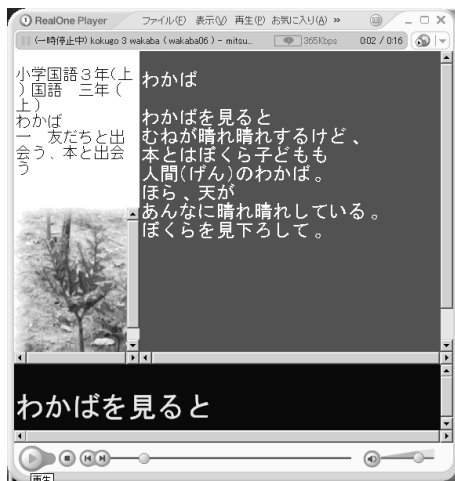 RealOne Player ファイル(F) 表示(V) 再生(P) お気に入り(A) »
(一時停止中) kokugo 3 wakaba ( wakaba06 ) - mitsu... 365Kbps 0:02 / 0:16
小学国語３年(上
) 国語 三年 (
上)
わかば
一 友だちと出
会う、本と出会
う
わかば
わかばを見ると
むねが晴れ晴れするけど、
本とはぼくら子どもも
人間(げん)のわかば。
ほら、天が
あんなに晴れ晴れしている。
ぼくらを見下ろして。
わかばを見ると
再生